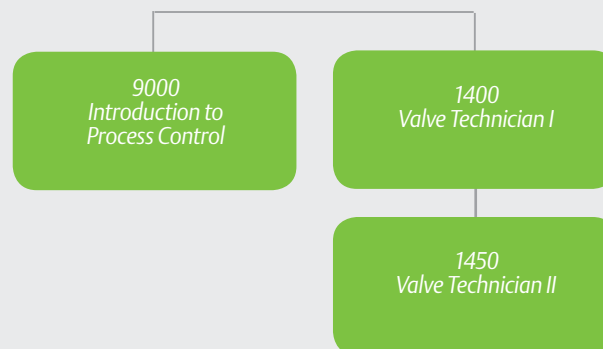 9000
Introduction to
Process Control
1400
Valve Technician I
1450
Valve Technician II